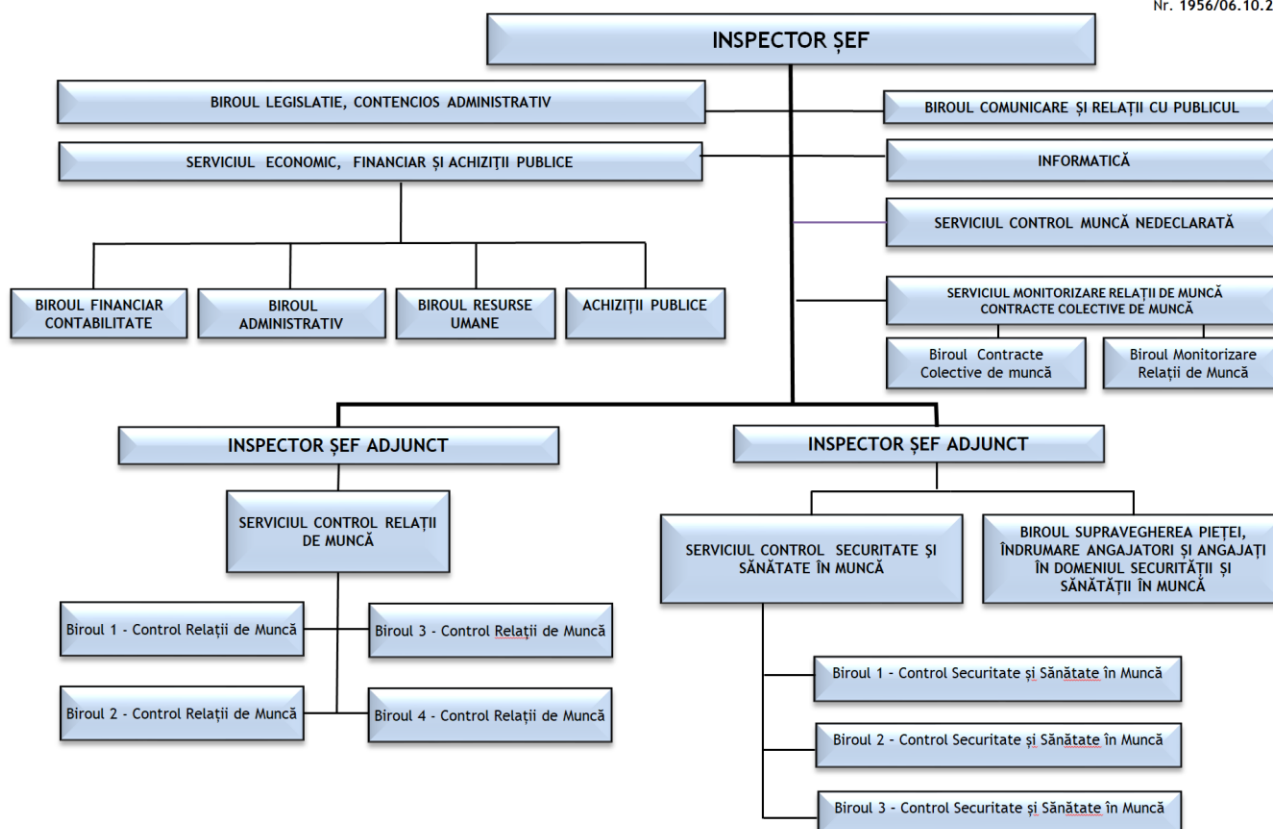 Nr. 1956/06.10.2
INSPECTOR ȘEF
BIROUL LEGISLATIE, CONTENCIOS ADMINISTRATIV
BIROUL COMUNICARE ȘI RELAȚII CU PUBLICUL
SERVICIUL ECONOMIC, FINANCIAR ȘI ACHIZIŢII PUBLICE
INFORMATICĂ
SERVICIUL CONTROL MUNCĂ NEDECLARATĂ
BIROUL FINANCIAR
CONTABILITATE
BIROUL
ADMINISTRATIV
BIROUL RESURSE
UMANE
ACHIZIȚII PUBLICE
SERVICIUL MONITORIZARE RELAȚII DE MUNCĂ
CONTRACTE COLECTIVE DE MUNCĂ
Biroul Contracte
Colective de muncă
Biroul Monitorizare
Relații de Muncă
INSPECTOR ȘEF ADJUNCT
INSPECTOR ȘEF ADJUNCT
SERVICIUL CONTROL RELAȚII
DE MUNCĂ
SERVICIUL CONTROL SECURITATE ŞI
SĂNĂTATE ÎN MUNCĂ
BIROUL SUPRAVEGHEREA PIEȚEI,
ÎNDRUMARE ANGAJATORI ȘI ANGAJAȚI
ÎN DOMENIUL SECURITĂȚII ȘI
SĂNĂTĂȚII ÎN MUNCĂ
Biroul 1 - Control Relații de Muncă
Biroul 3 - Control Relații de Muncă
Biroul 2 - Control Relații de Muncă
Biroul 4 - Control Relații de Muncă
Biroul 1 - Control Securitate și Sănătate în Muncă
Biroul 2 - Control Securitate și Sănătate în Muncă
Biroul 3 - Control Securitate și Sănătate în Muncă